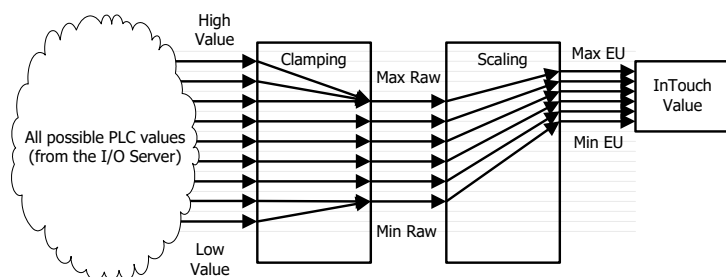 High
Value
Clamping
Scaling
Max EU
Max Raw
InTouch
Value
All possible PLC values
(from the I/O Server)
Min EU
Min Raw
Low
Value